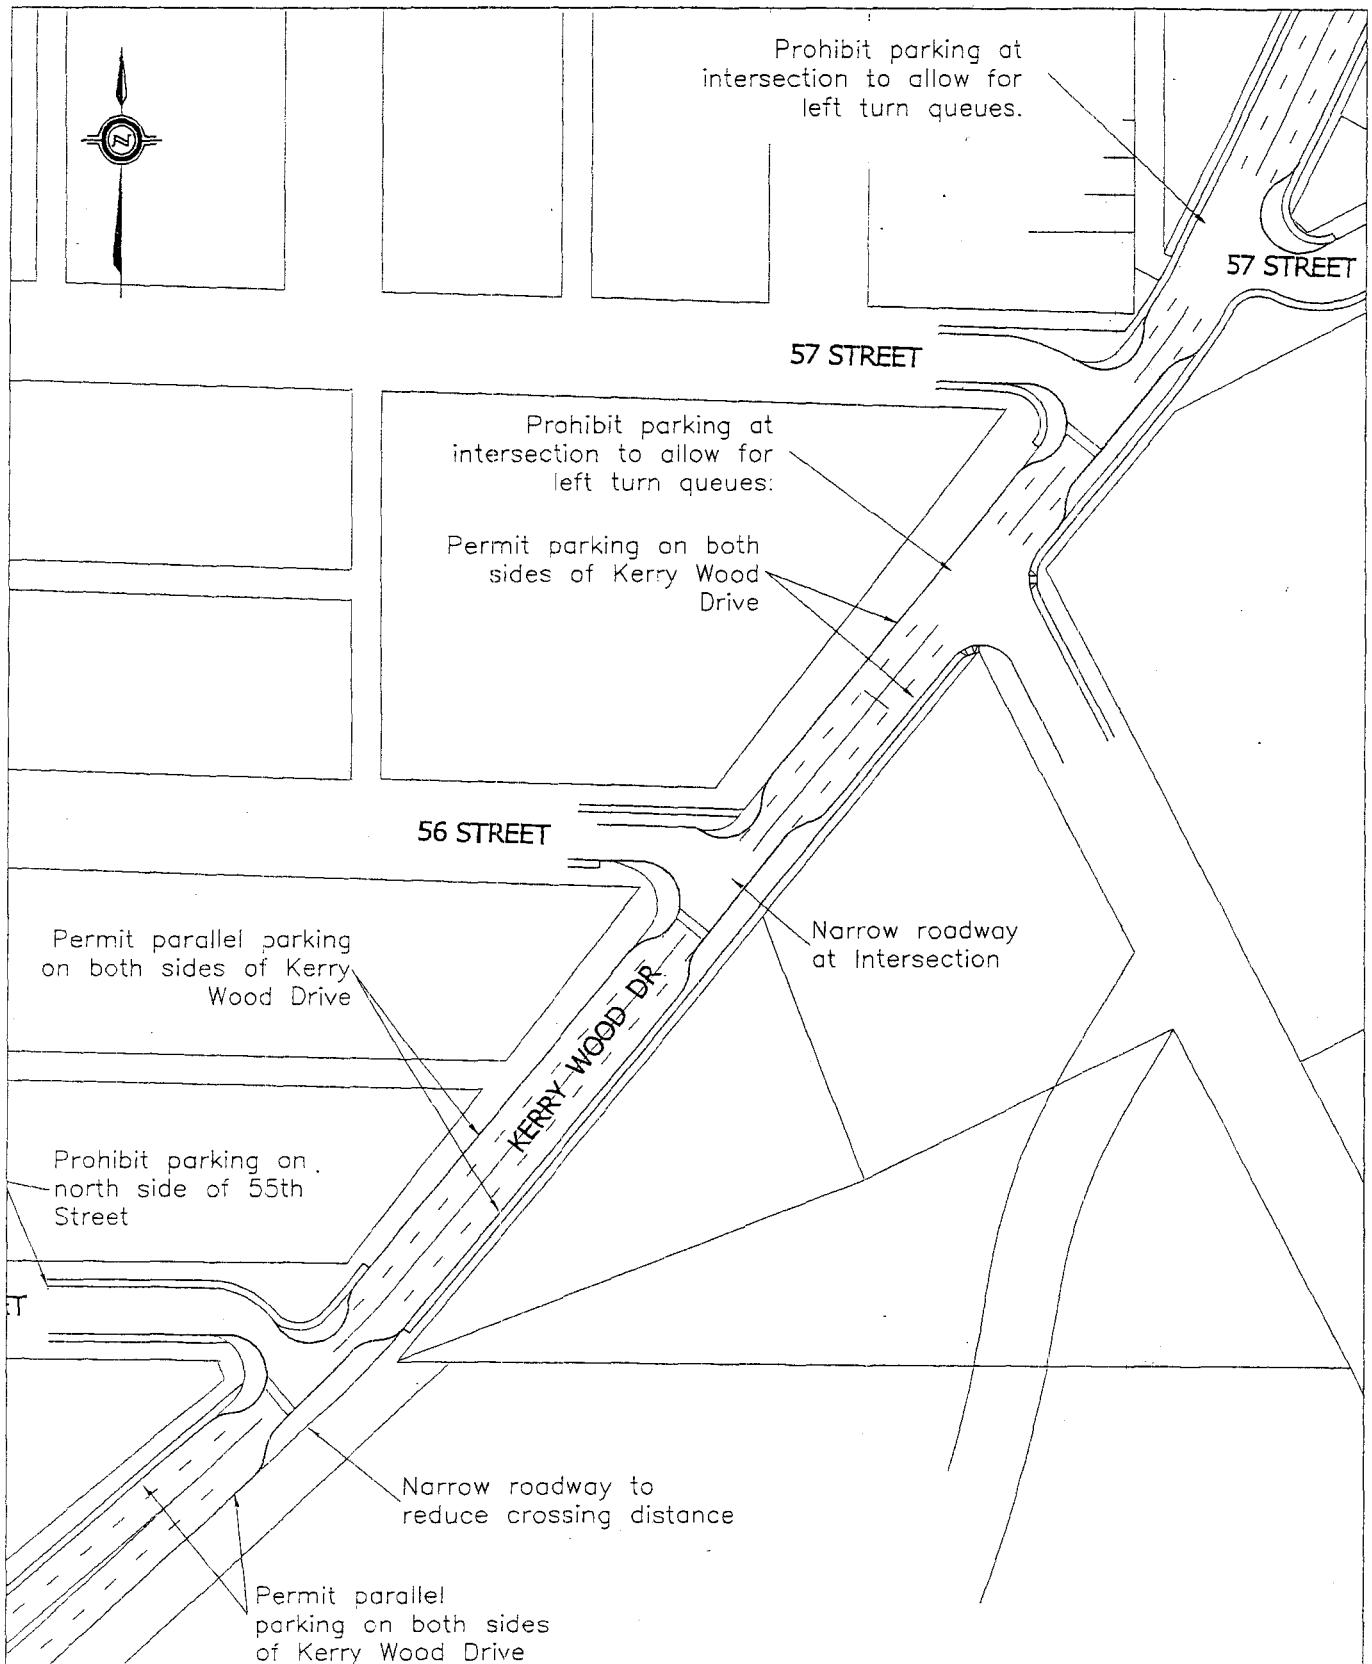 Prohibit parking at
intersection to allow for
left turn queues.
57 STREET
57 STREET
Prohibit parking at
intersection to allow for
left turn queues:
Permit parking on both
sides of Kerry Wood
Drive
56 STREET
Narrow roadway
at Intersection
Permit parallel parking
on both sides of Kerry
Wood Drive
KERRY WOOD DR
Prohibit parking on
north side of 55th
Street
ET
Narrow roadway to
reduce crossing distance
Permit parallel
parking on both sides
of Kerry Wood Drive
Z